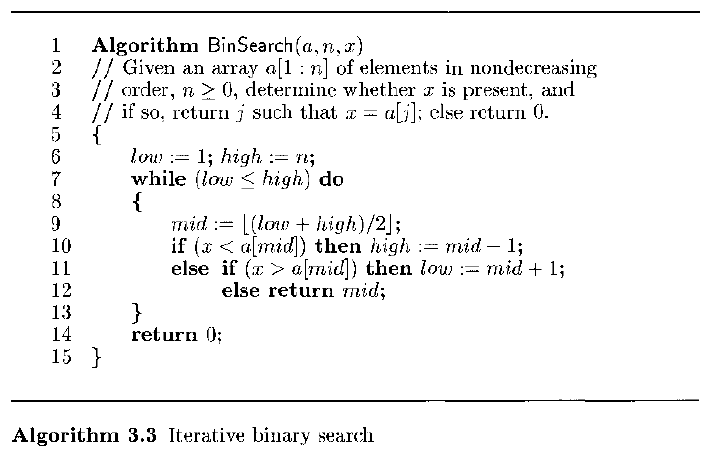 1 Algorithm BinSearch(a, n, x)
2 // Given an array a[1 : n] of elements in nondecreasing
3 // order, n ≥ 0, determine whether x is present, and
4 // if so, return j such that x = a[j]; else return 0.
5 {
6 low := 1; high := n;
7 while (low ≤ high) do
8 {
9 mid := ⌊(low + high)/2⌋;
10 if (x < a[mid]) then high := mid − 1;
11 else if (x > a[mid]) then low := mid + 1;
12 else return mid;
13 }
14 return 0;
15 }
Algorithm 3.3 Iterative binary search